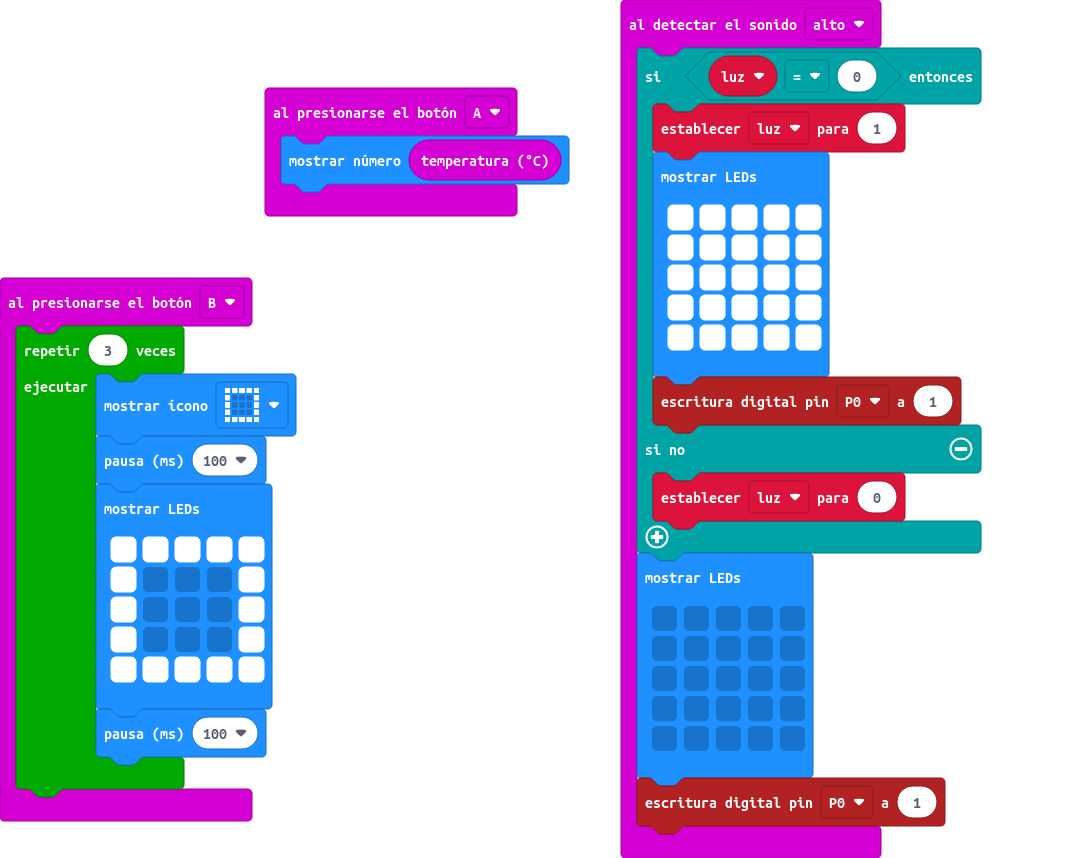 al presionarse el botón A
mostrar número temperatura (°C)
al presionarse el botón B
repetir 3 veces
ejecutar
mostrar ícono
pausa (ms) 100
mostrar LEDs
pausa (ms) 100
al detectar el sonido alto
si luz = 0 entonces
establecer luz para 1
mostrar LEDs
escritura digital pin P0 a 1
si no
establecer luz para 0
mostrar LEDs
escritura digital pin P0 a 1